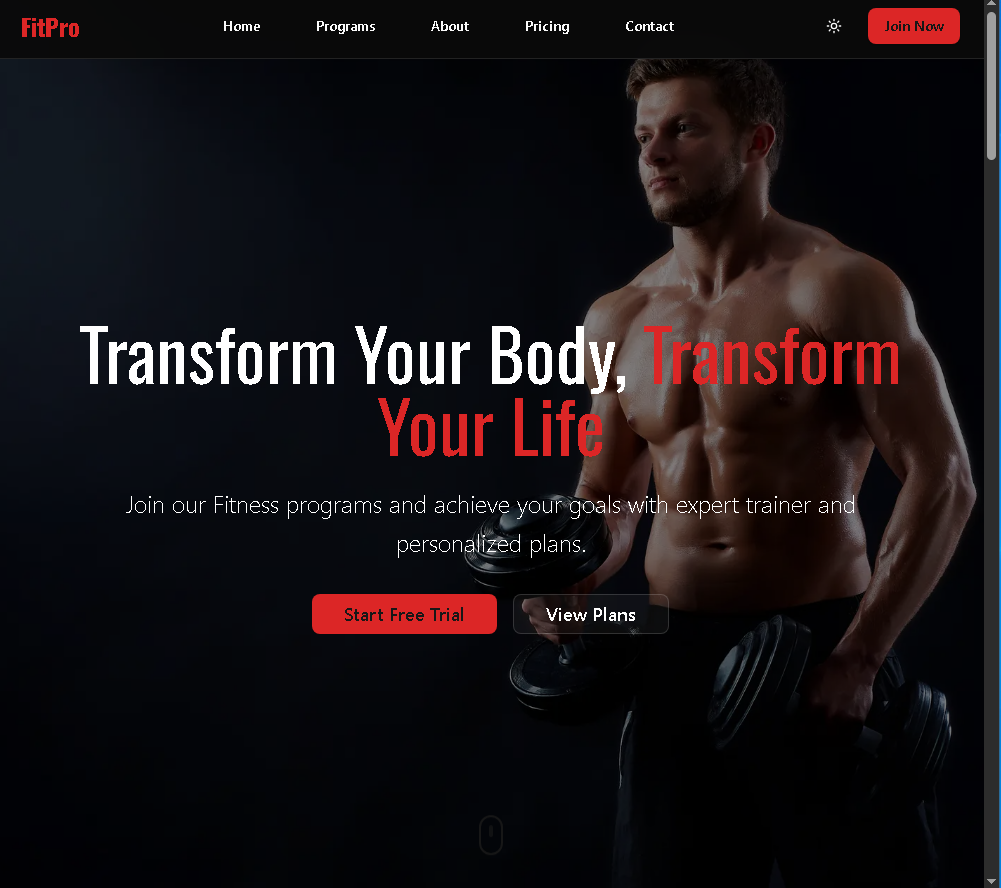 FitPro
Home
Programs
About
Pricing
Contact
Join Now
Transform Your Body, Transform
Your Life
Join our Fitness programs and achieve your goals with expert trainer and
personalized plans.
Start Free Trial
View Plans